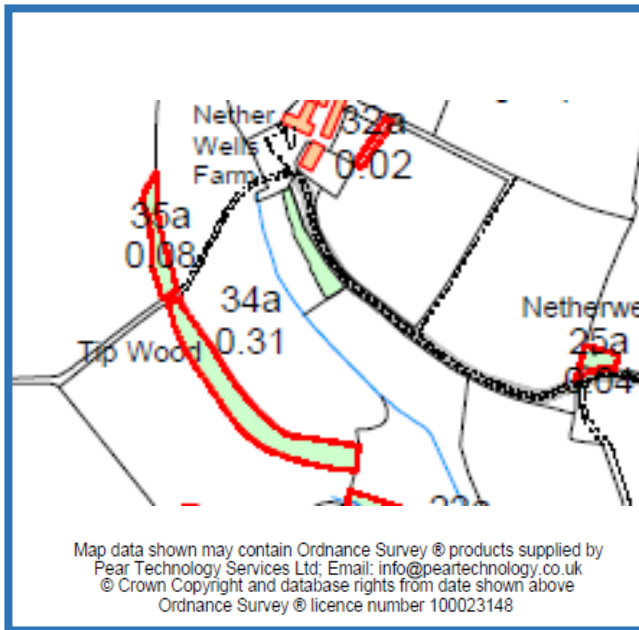 Nether
Wells
Farm
32a
0.02
35a
0.08
34a
0.31
Tip Wood
Netherwe
25a
0.04
Map data shown may contain Ordnance Survey ® products supplied by
Pear Technology Services Ltd; Email: info@peartechnology.co.uk
© Crown Copyright and database rights from date shown above
Ordnance Survey ® licence number 100023148